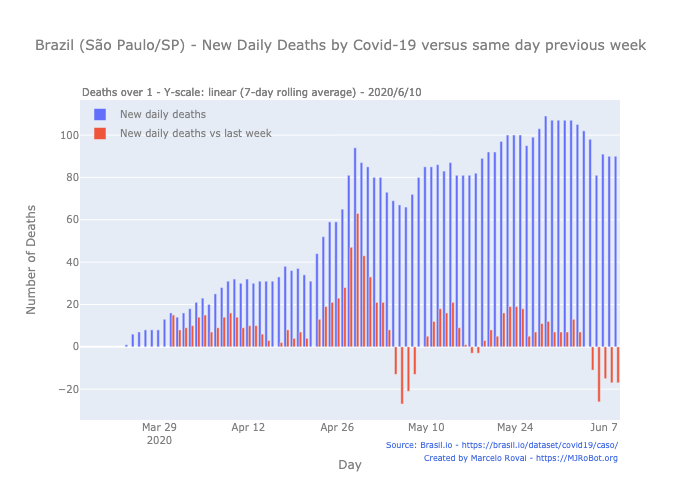 Brazil (São Paulo/SP) - New Daily Deaths by Covid-19 versus same day previous week
Deaths over 1 - Y-scale: linear (7-day rolling average) - 2020/6/10
New daily deaths
New daily deaths vs last week
Number of Deaths
100
80
60
40
20
0
−20
Mar 29
2020
Apr 12
Apr 26
May 10
May 24
Jun 7
Day
Source: Brasil.io - https://brasil.io/dataset/covid19/caso/
Created by Marcelo Rovai - https://MJRoBot.org